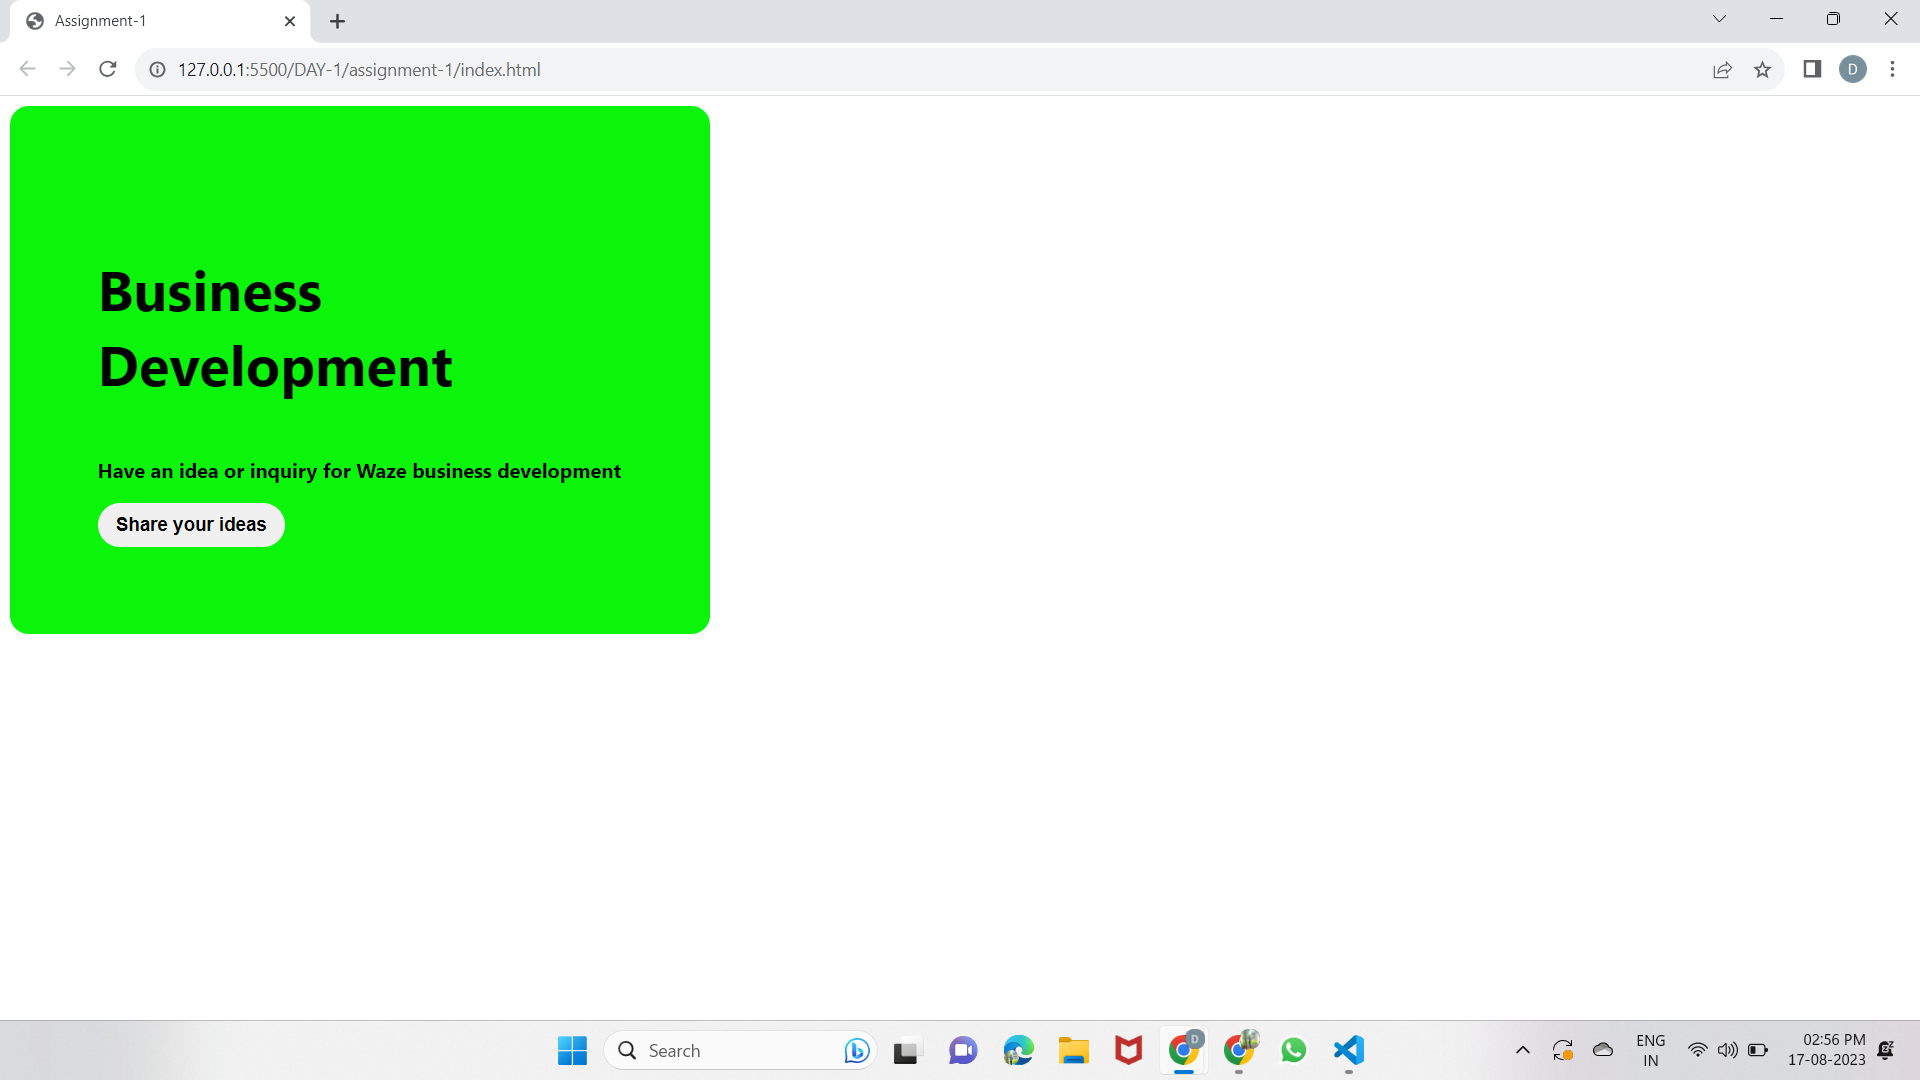 Assignment-1
127.0.0.1:5500/DAY-1/assignment-1/index.html
D
Business
Development
Have an idea or inquiry for Waze business development
Share your ideas
Search
D
ENG
IN
02:56 PM
17-08-2023